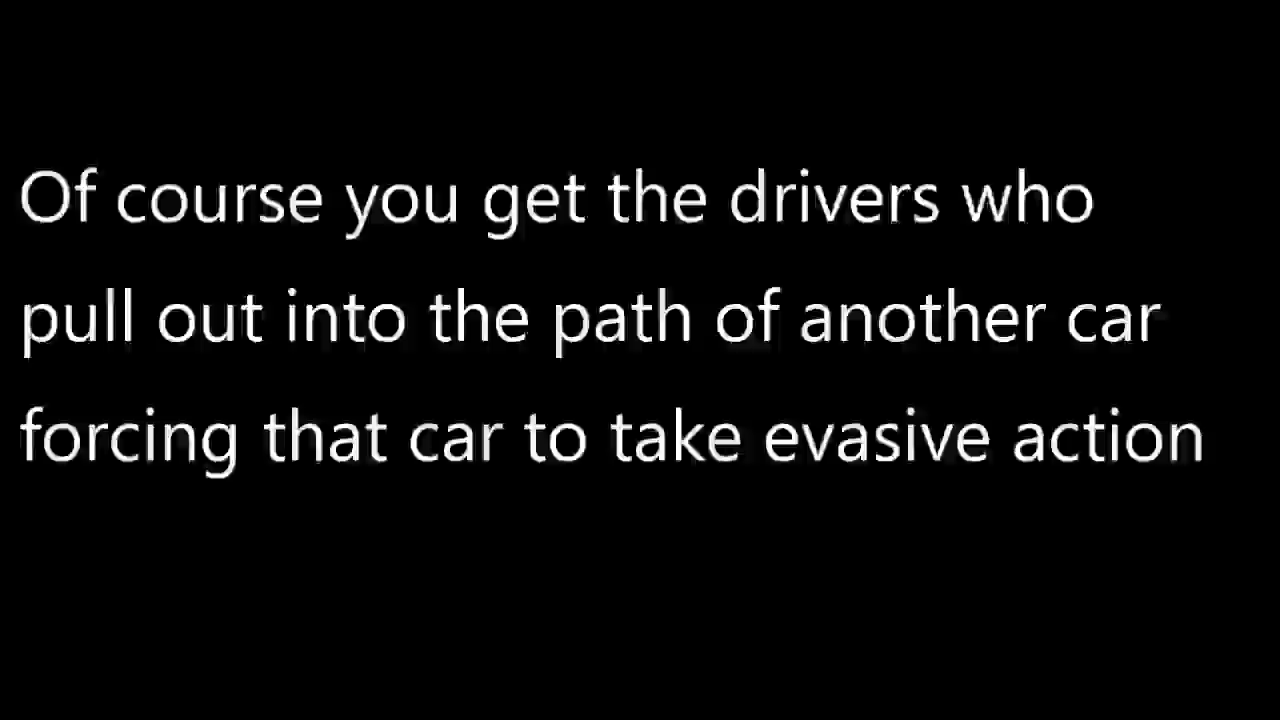 Of course you get the drivers who
pull out into the path of another car
forcing that car to take evasive action